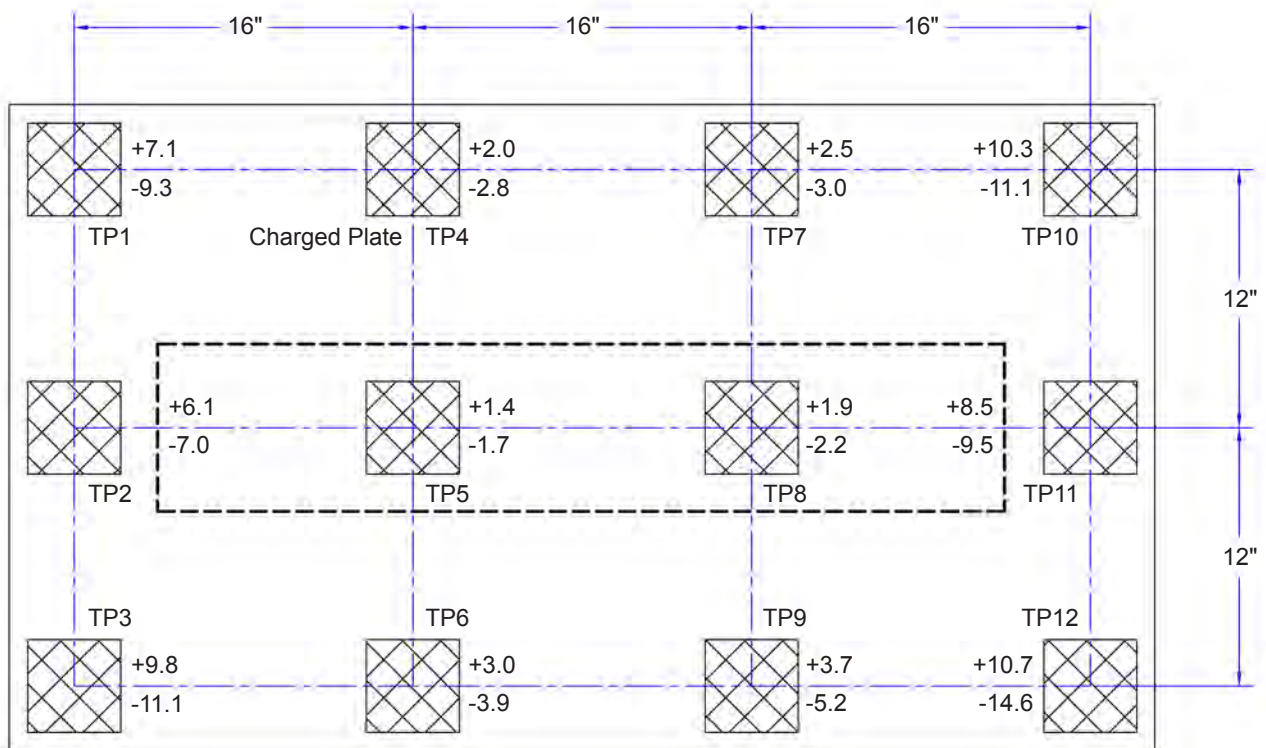 16" 16" 16"
+7.1 +2.0 +2.5 +10.3
-9.3 -2.8 -3.0 -11.1
TP1 Charged Plate TP4 TP7 TP10
12"
+6.1 +1.4 +1.9 +8.5
-7.0 -1.7 -2.2 -9.5
TP2 TP5 TP8 TP11
12"
TP3 TP6 TP9 TP12
+9.8 +3.0 +3.7 +10.7
-11.1 -3.9 -5.2 -14.6